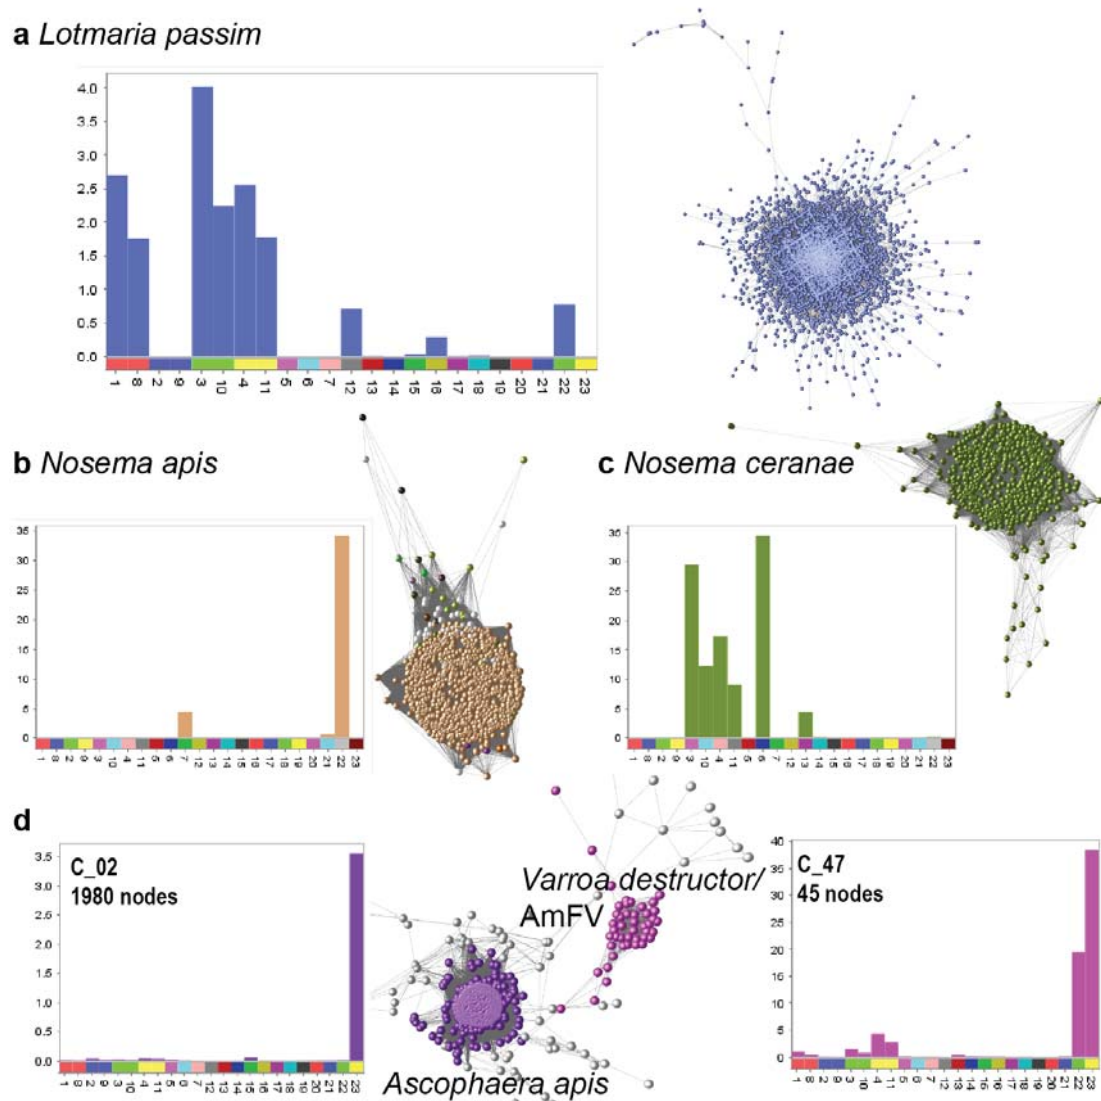 a Lotmaria passim
4.0
3.5
3.0
2.5
2.0
1.5
1.0
0.5
0.0
1 8 2 9 3 10 4 11 5 6 7 12 13 14 15 16 17 18 19 20 21 22 23
b Nosema apis
35
30
25
20
15
10
5
0
1 8 2 9 3 10 4 11 5 6 7 12 13 14 15 16 17 18 19 20 21 22 23
c Nosema ceranae
35
30
25
20
15
10
5
0
1 8 2 9 3 10 4 11 5 6 7 12 13 14 15 16 17 18 19 20 21 22 23
d
C_02
1980 nodes
3.5
3.0
2.5
2.0
1.5
1.0
0.5
0.0
1 8 2 9 3 10 4 11 5 6 7 12 13 14 15 16 17 18 19 20 21 22 23
Varroa destructor/
AmFV
Ascophaera apis
C_47
45 nodes
40
35
30
25
20
15
10
5
0
1 8 2 9 3 10 4 11 5 6 7 12 13 14 15 16 17 18 19 20 21 22 23